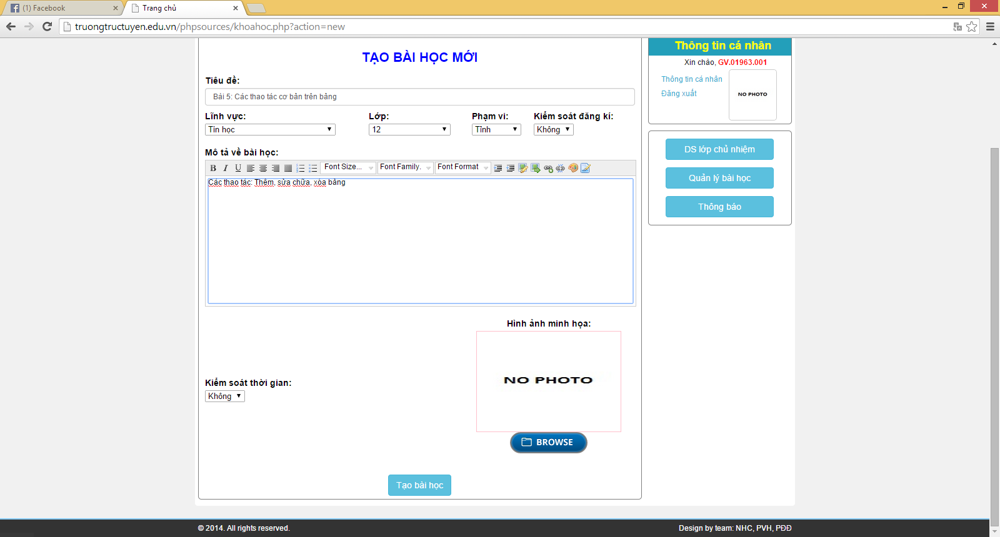 (1) Facebook
Trang chủ
truongtructuyen.edu.vn/phpsources/khoahoc.php?action=new
TẠO BÀI HỌC MỚI
Tiêu đề:
Bài 5: Các thao tác cơ bản trên bảng
Lĩnh vực: Lớp: Phạm vi: Kiểm soát đăng kí:
Tin học 12 Tỉnh Không
Mô tả về bài học:
B I U Font Size... Font Family. Font Format
Các thao tác: Thêm, sửa chữa, xóa bảng
Hình ảnh minh họa:
NO PHOTO
Kiểm soát thời gian:
Không
BROWSE
Tạo bài học
Thông tin cá nhân
Xin chào, GV.01963.001
Thông tin cá nhân
Đăng xuất
NO PHOTO
DS lớp chủ nhiệm
Quản lý bài học
Thông báo
© 2014. All rights reserved.
Design by team: NHC, PVH, PĐĐ